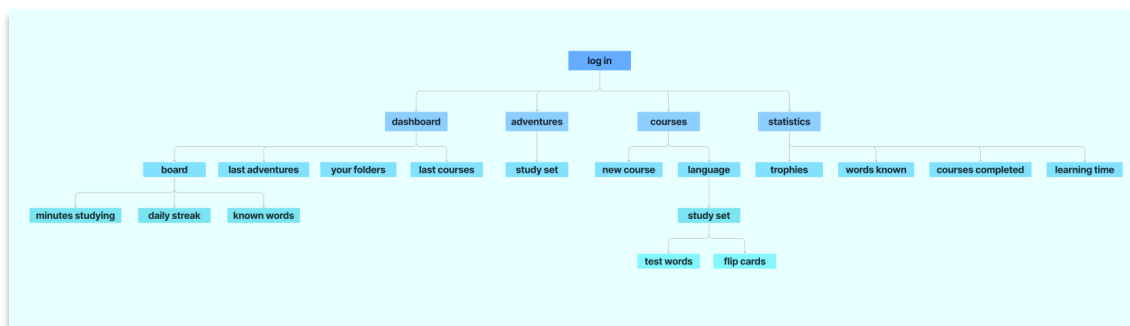 log in
dashboard
adventures
courses
statistics
board
last adventures
your folders
last courses
study set
new course
language
trophies
words known
courses completed
learning time
minutes studying
daily streak
known words
study set
test words
flip cards